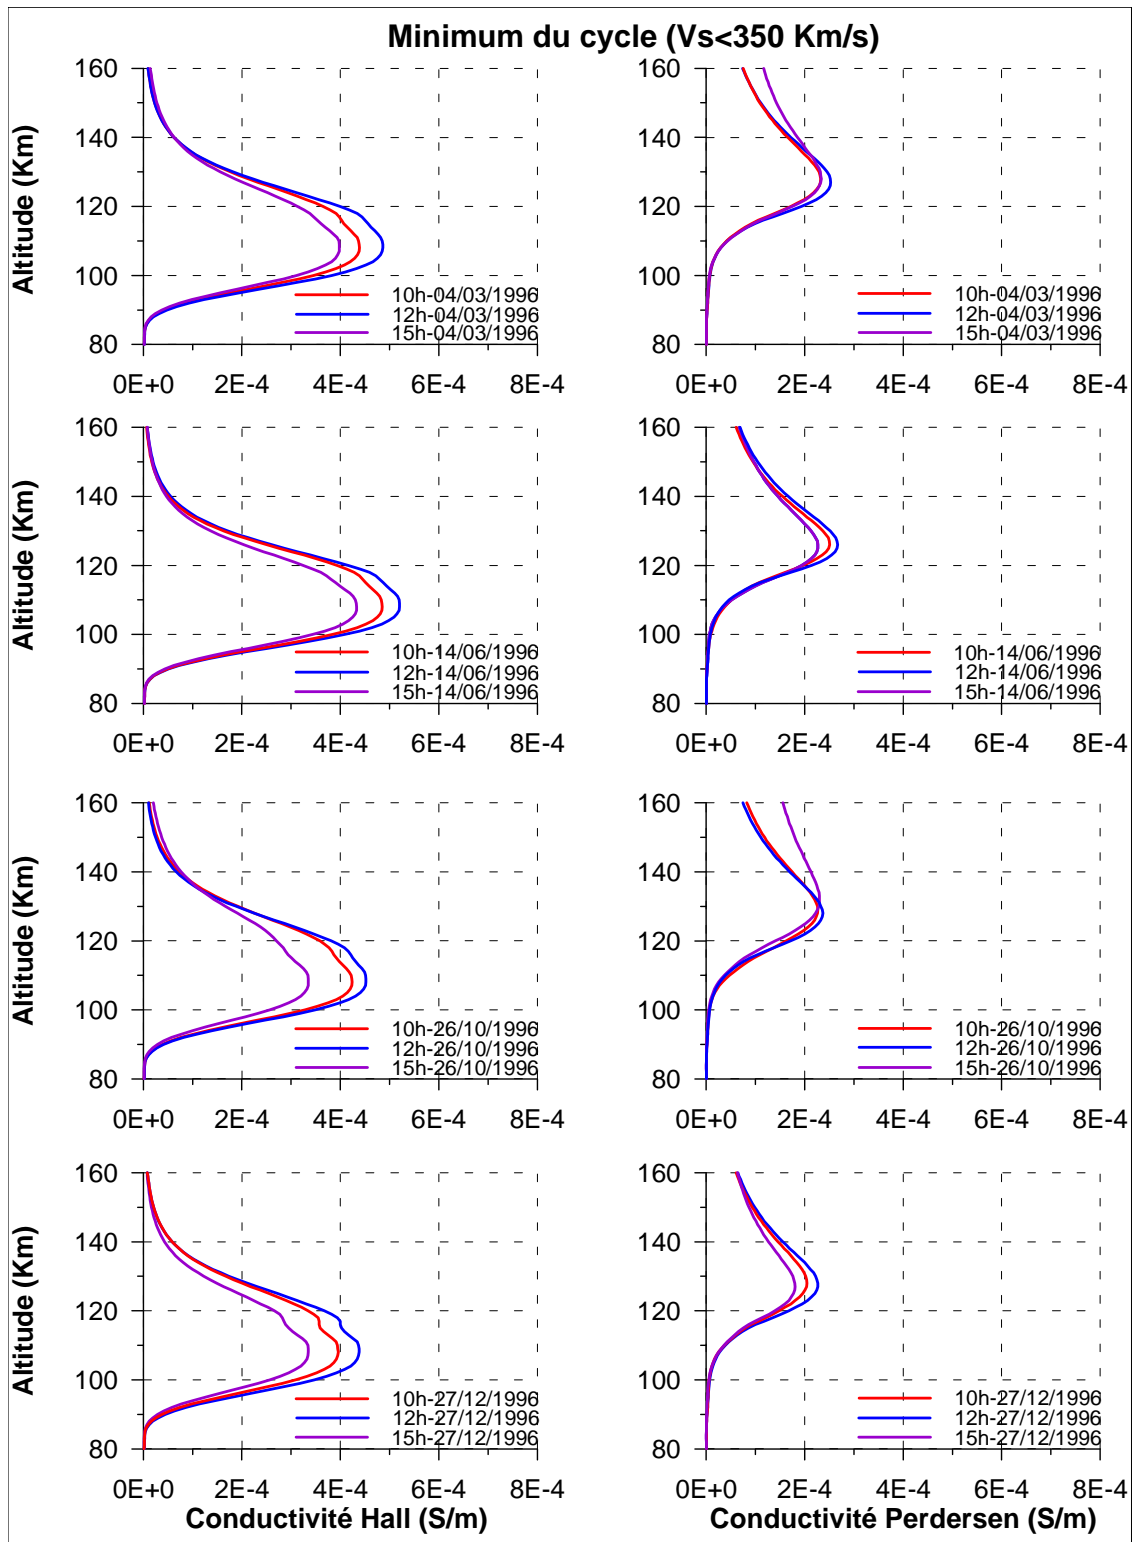 Minimum du cycle (Vs<350 Km/s)
160
140
120
100
80
Altitude (Km)
10h-04/03/1996
12h-04/03/1996
15h-04/03/1996
0E+0 2E-4 4E-4 6E-4 8E-4
160
140
120
100
80
10h-04/03/1996
12h-04/03/1996
15h-04/03/1996
0E+0 2E-4 4E-4 6E-4 8E-4
160
140
120
100
80
Altitude (Km)
10h-14/06/1996
12h-14/06/1996
15h-14/06/1996
0E+0 2E-4 4E-4 6E-4 8E-4
160
140
120
100
80
10h-14/06/1996
12h-14/06/1996
15h-14/06/1996
0E+0 2E-4 4E-4 6E-4 8E-4
160
140
120
100
80
Altitude (Km)
10h-26/10/1996
12h-26/10/1996
15h-26/10/1996
0E+0 2E-4 4E-4 6E-4 8E-4
160
140
120
100
80
10h-26/10/1996
12h-26/10/1996
15h-26/10/1996
0E+0 2E-4 4E-4 6E-4 8E-4
160
140
120
100
80
Altitude (Km)
10h-27/12/1996
12h-27/12/1996
15h-27/12/1996
0E+0 2E-4 4E-4 6E-4 8E-4
Conductivité Hall (S/m)
160
140
120
100
80
10h-27/12/1996
12h-27/12/1996
15h-27/12/1996
0E+0 2E-4 4E-4 6E-4 8E-4
Conductivité Perdersen (S/m)